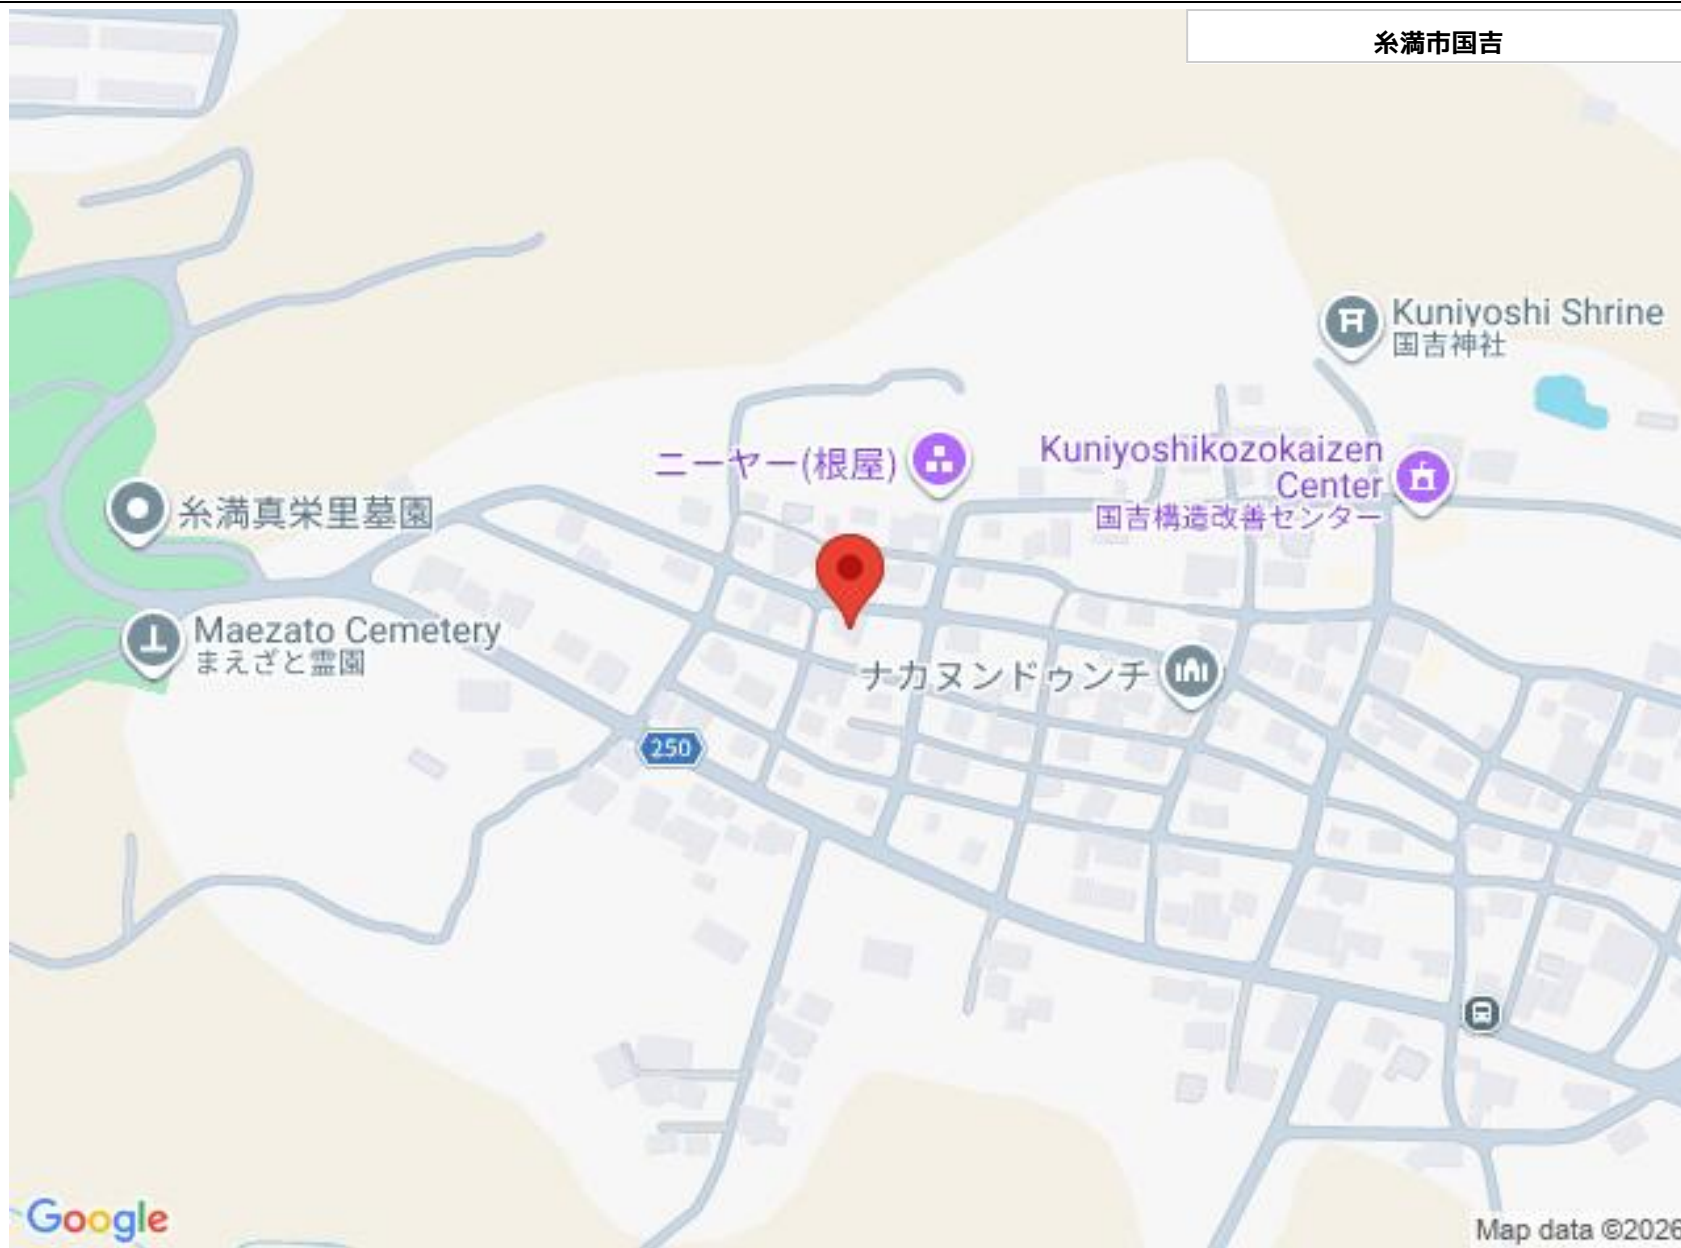 糸満市国吉
Kuniyoshi Shrine
国吉神社
ニーヤー(根屋)
Kuniyoshikozokaizen
Center
国吉構造改善センター
糸満真栄里墓園
Maezato Cemetery
まえざと霊園
ナカヌンドゥンチ
250
Google
Map data ©2026